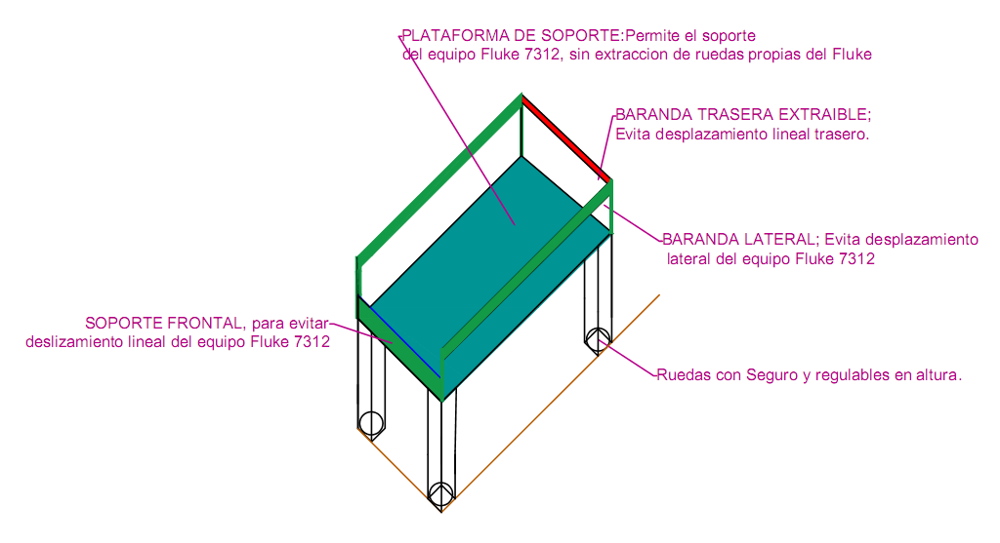 PLATAFORMA DE SOPORTE:Permite el soporte
del equipo Fluke 7312, sin extraccion de ruedas propias del Fluke
BARANDA TRASERA EXTRAIBLE;
Evita desplazamiento lineal trasero.
BARANDA LATERAL; Evita desplazamiento
lateral del equipo Fluke 7312
SOPORTE FRONTAL, para evitar
deslizamiento lineal del equipo Fluke 7312
Ruedas con Seguro y regulables en altura.